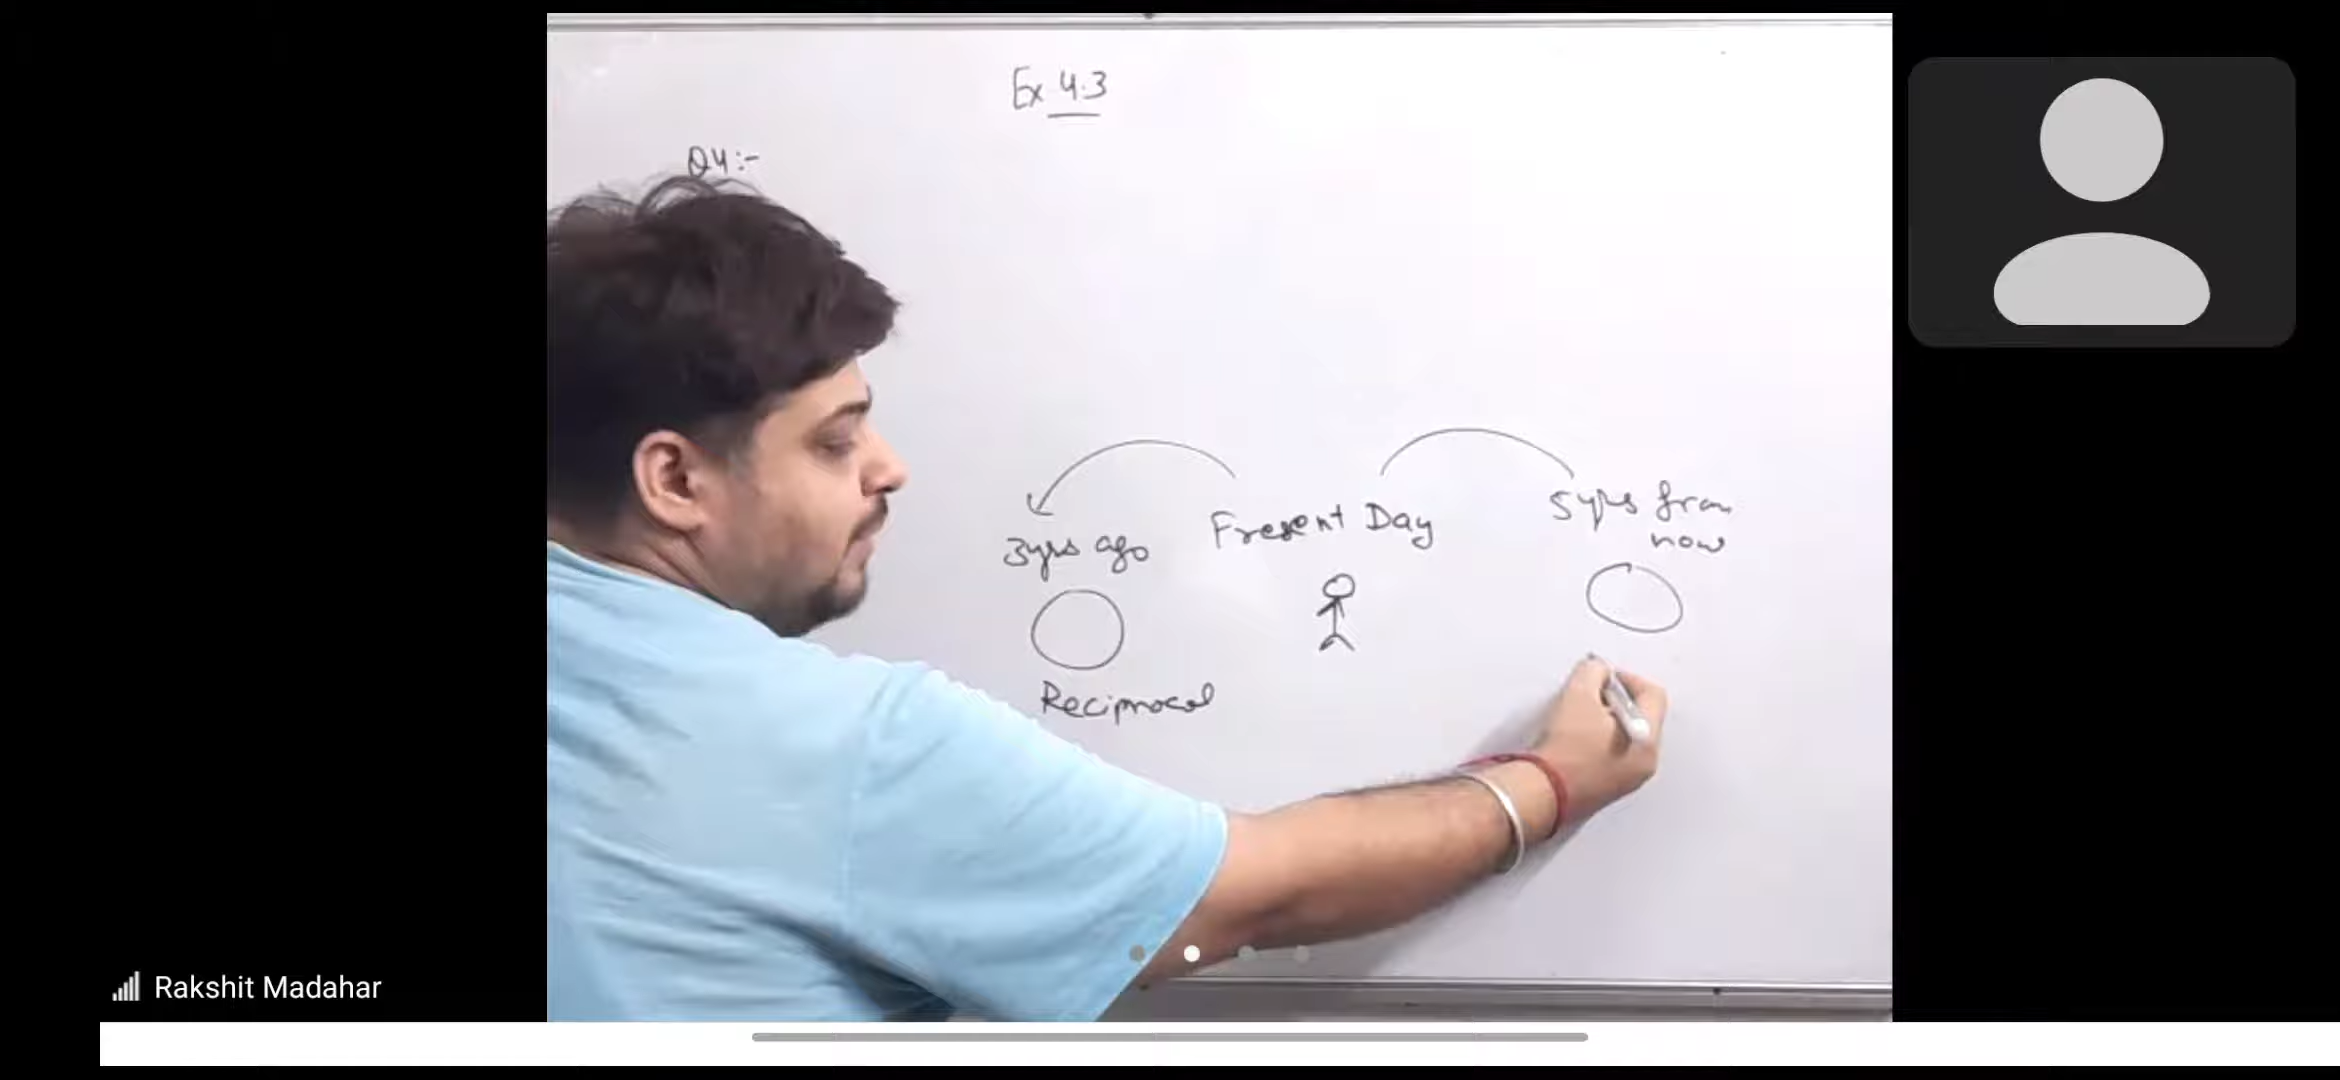 Ex 4.3
Q4:-
3yrs ago
Present Day
5yrs from
now
Reciprocal
Rakshit Madahar